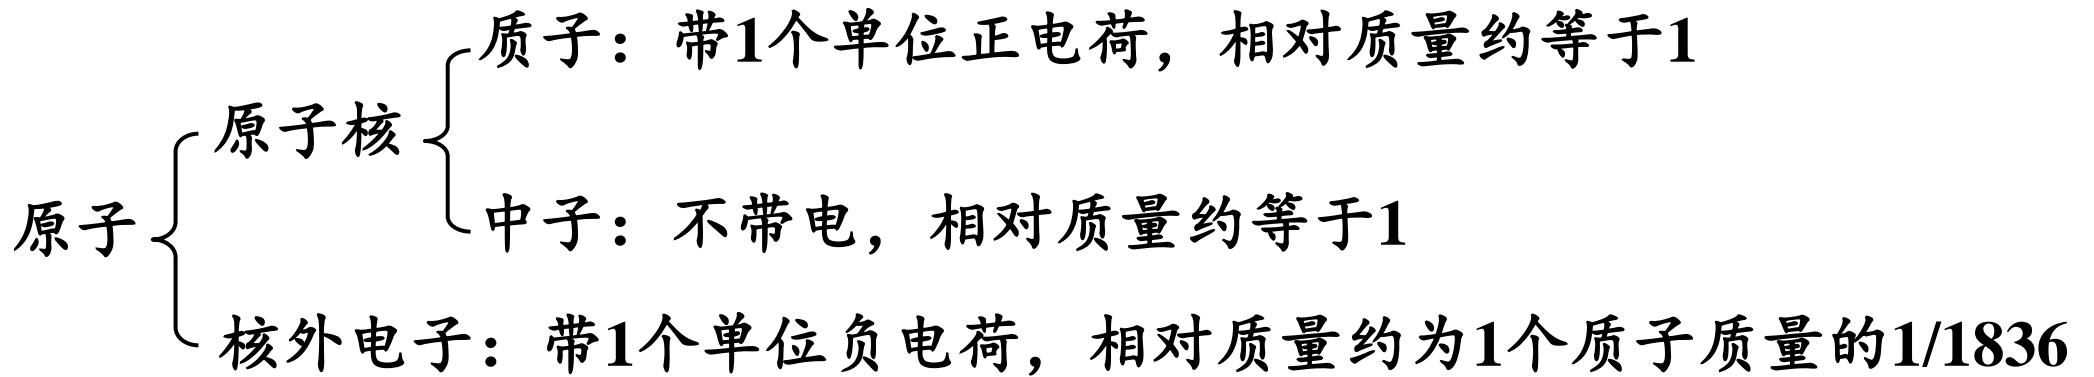 质子：带1个单位正电荷，相对质量约等于1
原子核
中子：不带电，相对质量约等于1
原子
核外电子：带1个单位负电荷，相对质量约为1个质子质量的1/1836